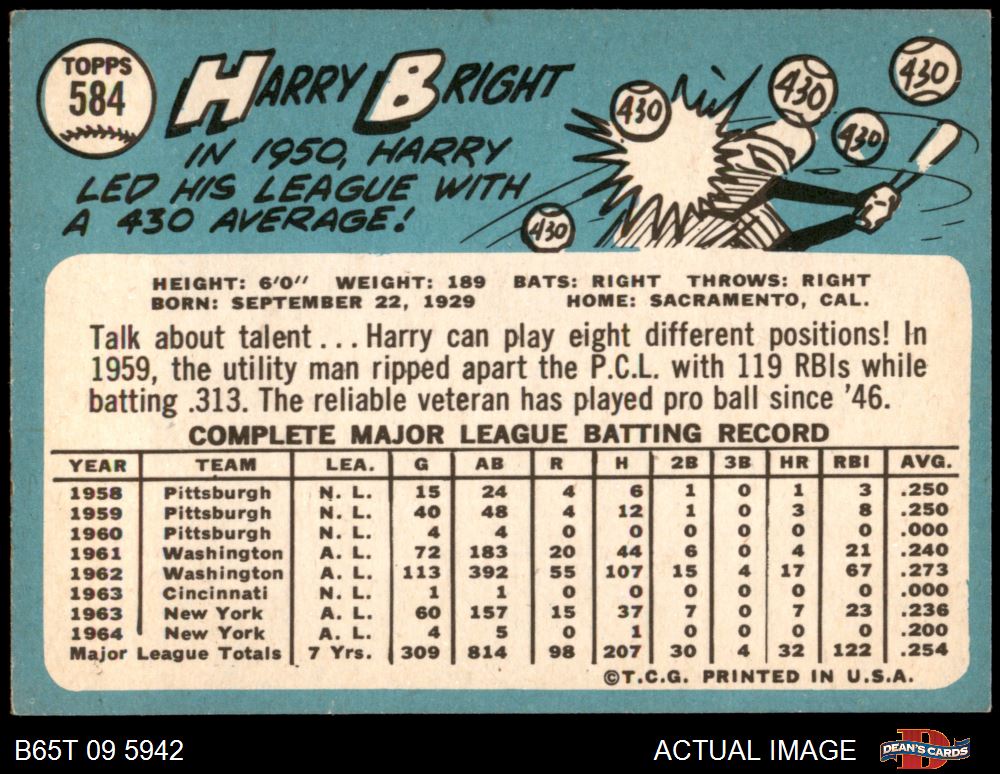 TOPPS
584
HARRY BRIGHT
IN 1950, HARRY
LED HIS LEAGUE WITH
A 430 AVERAGE!
430
430
430
430
430
HEIGHT: 6'0" WEIGHT: 189 BATS: RIGHT THROWS: RIGHT
BORN: SEPTEMBER 22, 1929 HOME: SACRAMENTO, CAL.
Talk about talent... Harry can play eight different positions! In
1959, the utility man ripped apart the P.C.L. with 119 RBIs while
batting .313. The reliable veteran has played pro ball since '46.
COMPLETE MAJOR LEAGUE BATTING RECORD
YEAR TEAM LEA. G AB R H 2B 3B HR RBI AVG.
1958 Pittsburgh N. L. 15 24 4 6 1 0 1 3 .250
1959 Pittsburgh N. L. 40 48 4 12 1 0 3 8 .250
1960 Pittsburgh N. L. 4 4 0 0 0 0 0 0 .000
1961 Washington A. L. 72 183 20 44 6 0 4 21 .240
1962 Washington A. L. 113 392 55 107 15 4 17 67 .273
1963 Cincinnati N. L. 1 1 0 0 0 0 0 0 .000
1963 New York A. L. 60 157 15 37 7 0 7 23 .236
1964 New York A. L. 4 5 0 1 0 0 0 0 .200
Major League Totals 7 Yrs. 309 814 98 207 30 4 32 122 .254
©T.C.G. PRINTED IN U.S.A.
B65T 09 5942 ACTUAL IMAGE DEAN'S CARDS